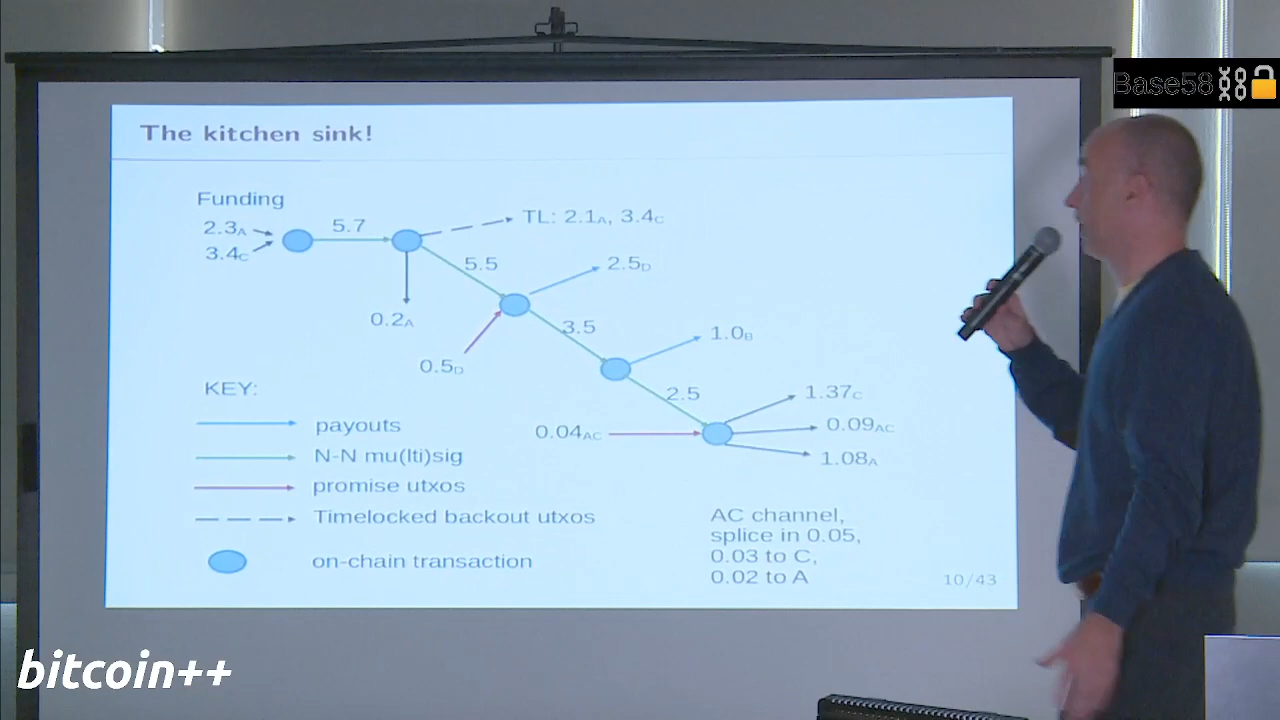 Base58
The kitchen sink!
Funding
2.3A
3.4C
5.7
TL: 2.1A, 3.4C
5.5
2.5D
0.2A
3.5
0.5D
1.0B
2.5
1.37C
0.04AC
0.09AC
1.08A
KEY:
payouts
N-N mu(lti)sig
promise utxos
Timelocked backout utxos
on-chain transaction
AC channel,
splice in 0.05,
0.03 to C,
0.02 to A
10/43
bitcoin++